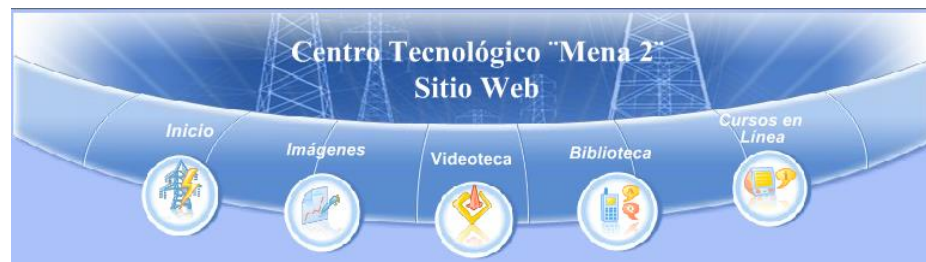 Centro Tecnológico ¨Mena 2¨
Sitio Web
Inicio
Imágenes
Videoteca
Biblioteca
Cursos en
Línea